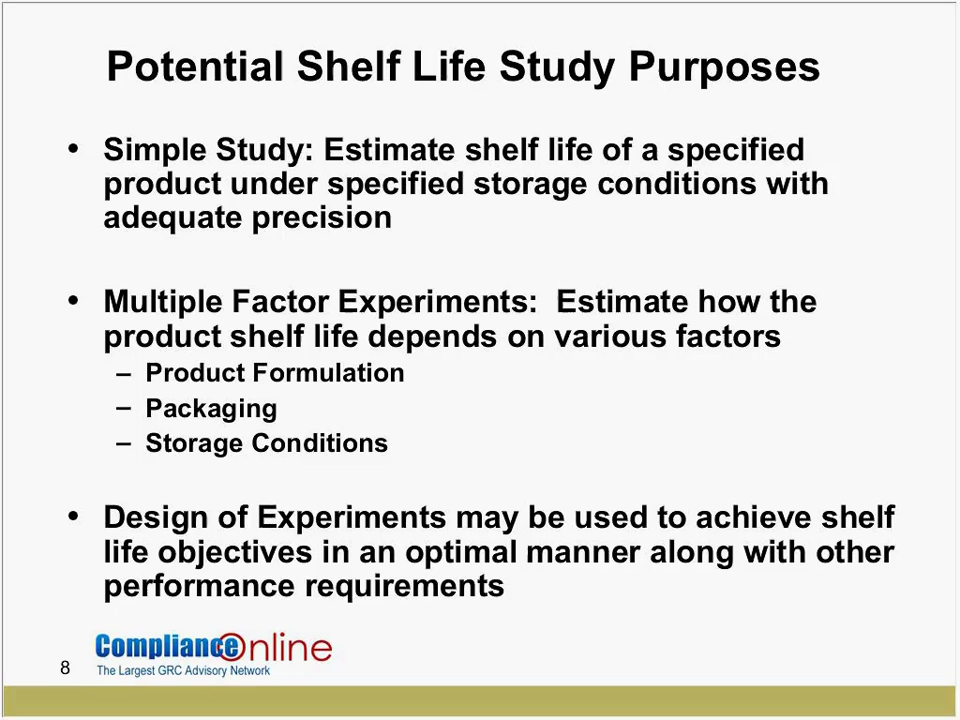 Potential Shelf Life Study Purposes
• Simple Study: Estimate shelf life of a specified
product under specified storage conditions with
adequate precision
• Multiple Factor Experiments:  Estimate how the
product shelf life depends on various factors
– Product Formulation
– Packaging
– Storage Conditions
• Design of Experiments may be used to achieve shelf
life objectives in an optimal manner along with other
performance requirements
ComplianceOnline
The Largest GRC Advisory Network
8